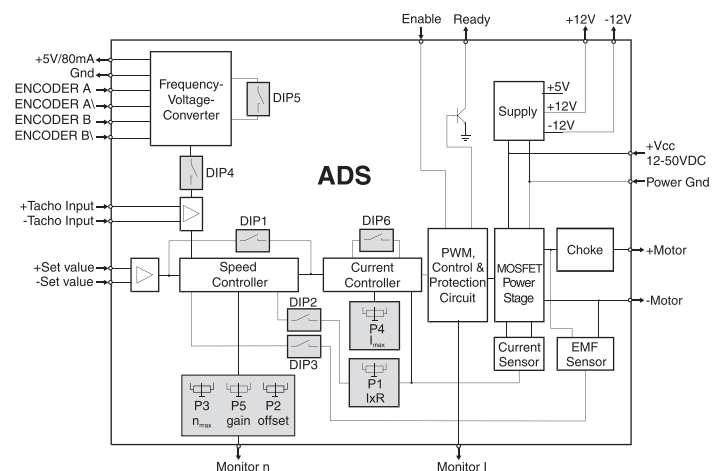 Enable Ready +12V -12V
+5V/80mA
Gnd
ENCODER A
ENCODER A\
ENCODER B
ENCODER B\
Frequency-
Voltage-
Converter
DIP5
Supply
+5V
+12V
-12V
+Vcc
12-50VDC
Power Gnd
DIP4
ADS
+Tacho Input
-Tacho Input
DIP1
DIP6
+Set value
-Set value
Speed
Controller
Current
Controller
PWM,
Control &
Protection
Circuit
MOSFET
Power
Stage
Choke
+Motor
-Motor
DIP2
DIP3
P4
Imax
P1
IxR
Current
Sensor
EMF
Sensor
P3 P5 P2
nmax gain offset
Monitor n Monitor I